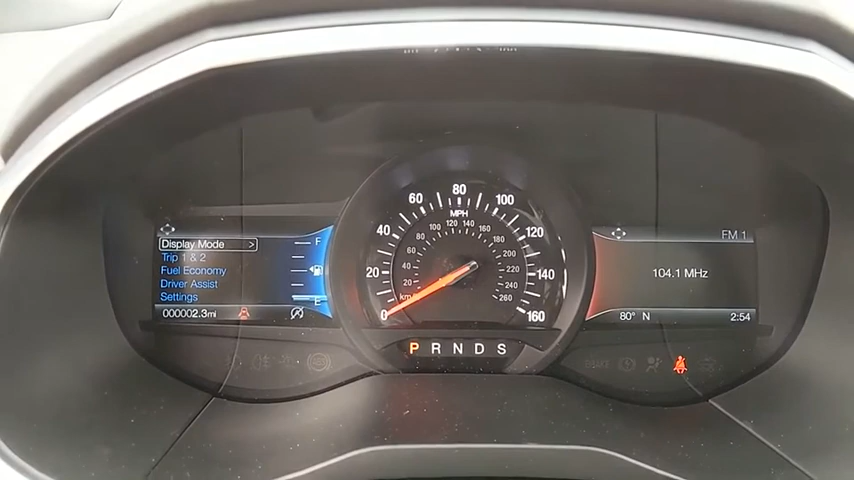 Display Mode >
Trip 1 & 2
Fuel Economy
Driver Assist
Settings
000002.3mi
F
E
0 20 40 60 80 100 120 140 160
MPH
20 40 60 80 100 120 140 160 180 200 220 240 260
P R N D S
FM 1
104.1 MHz
80° N
2:54